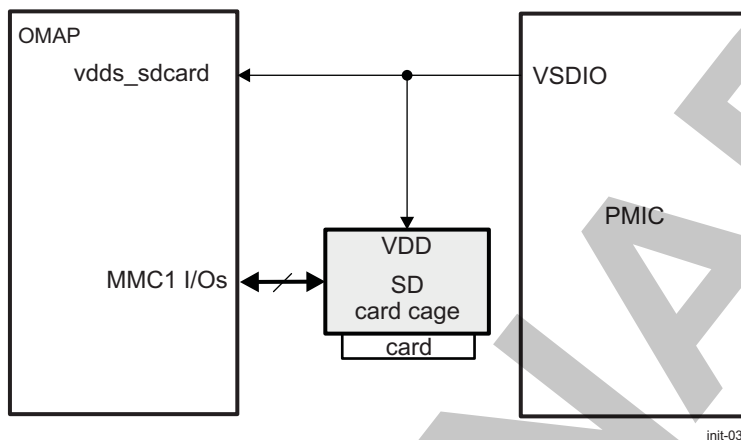 OMAP
vdds_sdcard
VSDIO
PMIC
VDD
MMC1 I/Os
SD
card cage
card
init-03